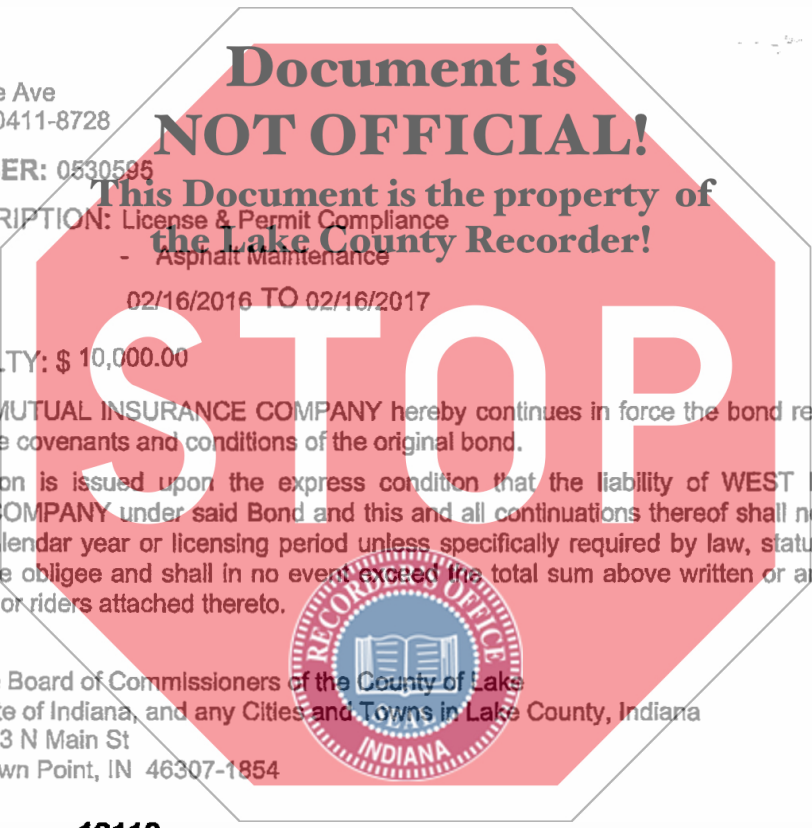 Document is
e Ave
0411-8728
NOT OFFICIAL!
ER: 0530595
This Document is the property of
RIPTION: License & Permit Compliance
the Lake County Recorder!
- Asphalt Maintenance
02/16/2016 TO 02/16/2017
STOP
LTY: $ 10,000.00
MUTUAL INSURANCE COMPANY hereby continues in force the bond re
e covenants and conditions of the original bond.
on is issued upon the express condition that the liability of WEST
OMPANY under said Bond and this and all continuations thereof shall n
lendar year or licensing period unless specifically required by law, statu
e obligee and shall in no event exceed the total sum above written or a
or riders attached thereto.
RECORDER'S OFFICE
SEAL
INDIANA
Board of Commissioners of the County of Lake
te of Indiana, and any Cities and Towns in Lake County, Indiana
3 N Main St
wn Point, IN 46307-1854